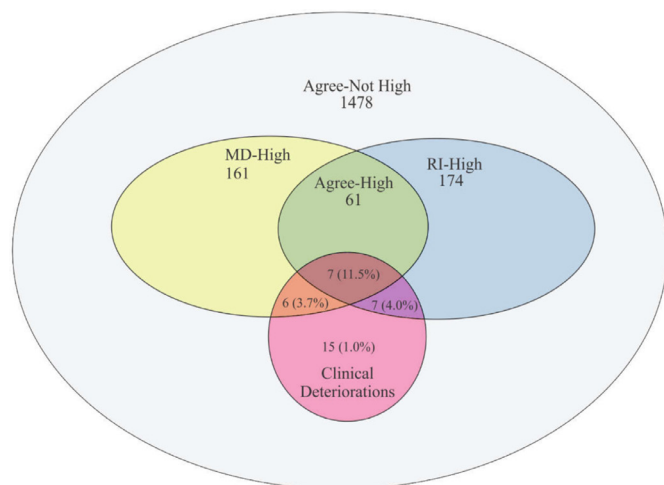 Agree-Not High
1478
MD-High
161
RI-High
174
Agree-High
61
7 (11.5%)
6 (3.7%)
7 (4.0%)
15 (1.0%)
Clinical
Deteriorations